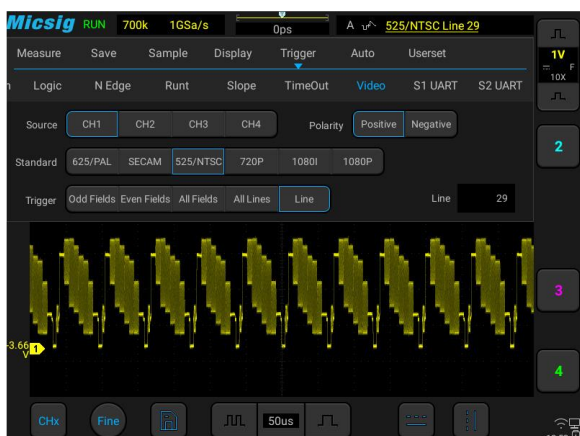 Micsig RUN 700k 1GSa/s 0ps A 525/NTSC Line 29
Measure Save Sample Display Trigger Auto Userset
Logic N Edge Runt Slope TimeOut Video S1 UART S2 UART
Source CH1 CH2 CH3 CH4 Polarity Positive Negative
Standard 625/PAL SECAM 525/NTSC 720P 1080I 1080P
Trigger Odd Fields Even Fields All Fields All Lines Line Line 29
1V
F
10X
2
3
4
-3.66
V
1
CHx Fine 50us